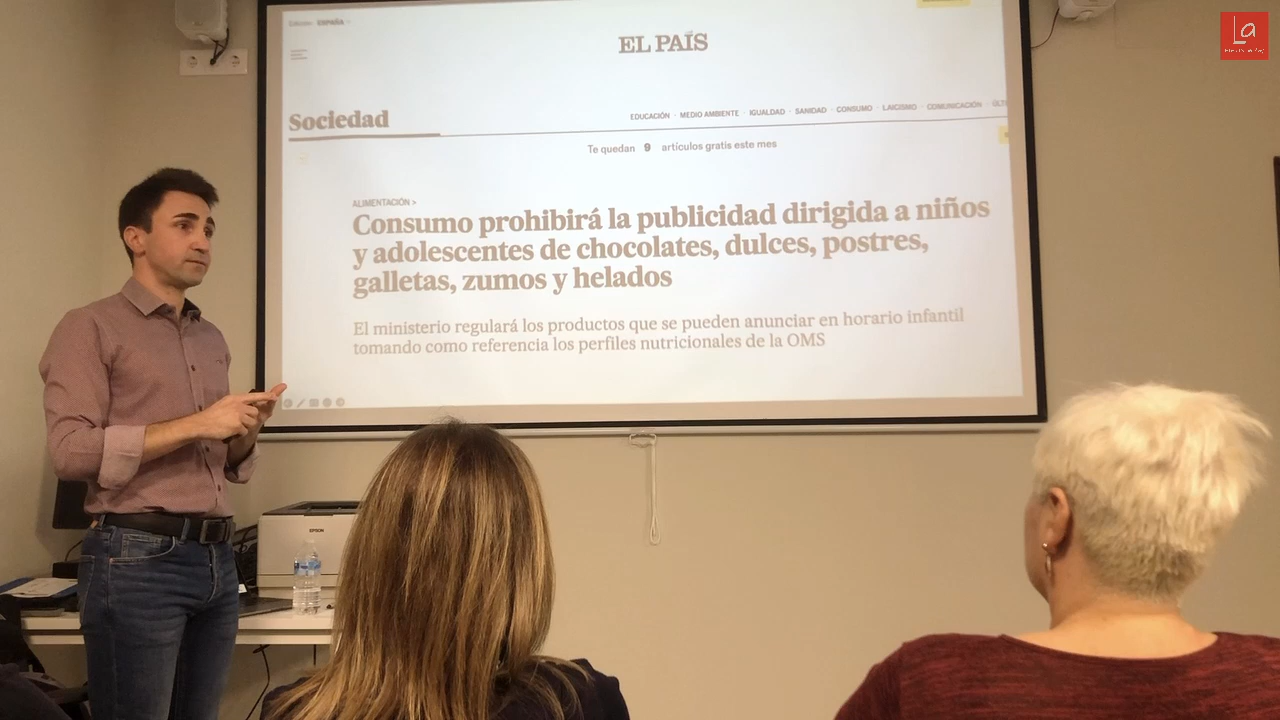 Edición: ESPAÑA
EL PAÍS
La
Sociedad
EDUCACIÓN · MEDIO AMBIENTE · IGUALDAD · SANIDAD · CONSUMO · LAICISMO · COMUNICACIÓN
Te quedan 9 artículos gratis este mes
ALIMENTACIÓN >
Consumo prohibirá la publicidad dirigida a niños
y adolescentes de chocolates, dulces, postres,
galletas, zumos y helados
El ministerio regulará los productos que se pueden anunciar en horario infantil
tomando como referencia los perfiles nutricionales de la OMS
EPSON